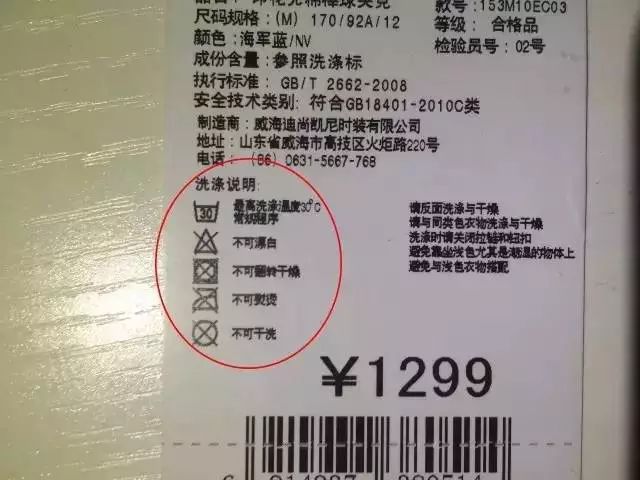 款号：153M10EC03
尺码规格：(M) 170/92A/12
等级： 合格品
颜色：海军蓝/NV
检验员号：02号
成份含量：参照洗涤标
执行标准： GB/T 2662-2008
安全技术类别： 符合GB18401-2010C类
制造商：威海迪尚凯尼时装有限公司
地址：山东省威海市高技区火炬路220号
电话： (86) 0631-5667-768
洗涤说明：
30
最高洗涤温度30℃
常规程序
不可漂白
不可翻转干燥
不可熨烫
不可干洗
请反面洗涤与干燥
请与同类色衣物洗涤与干燥
洗涤时请关闭拉链和纽扣
避免靠坐浅色尤其是潮湿的物体上
避免与浅色衣物搭配
￥1299